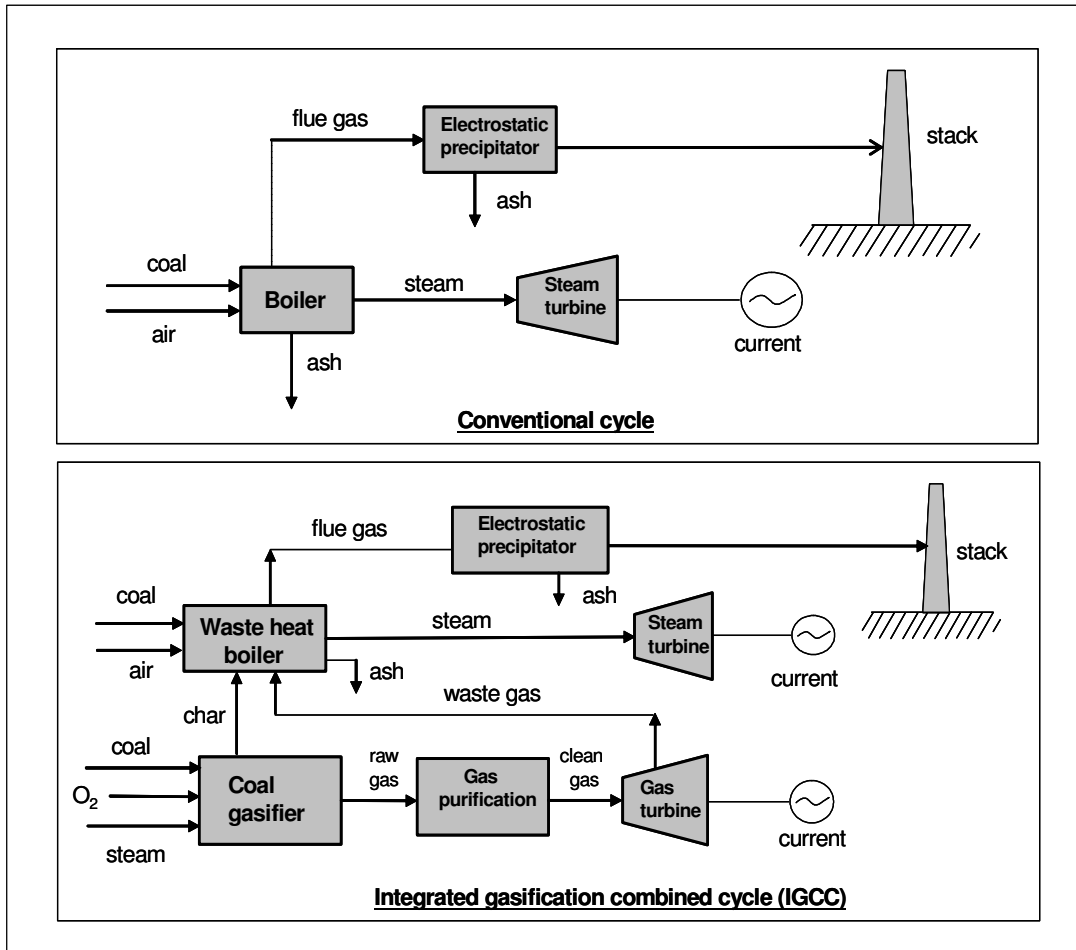 flue gas
Electrostatic
precipitator
stack
ash
coal
steam
Boiler
Steam
turbine
air
current
ash
Conventional cycle
flue gas
Electrostatic
precipitator
stack
coal
ash
Waste heat
boiler
steam
Steam
turbine
air
ash
current
waste gas
char
coal
raw
gas
clean
gas
Coal
gasifier
Gas
purification
Gas
turbine
O₂
steam
current
Integrated gasification combined cycle (IGCC)